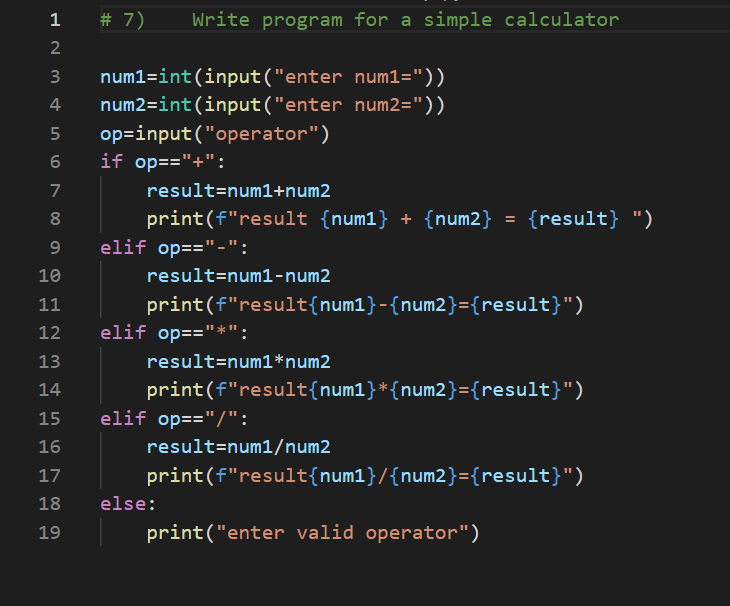 1 # 7)    Write program for a simple calculator
2
3 num1=int(input("enter num1="))
4 num2=int(input("enter num2="))
5 op=input("operator")
6 if op=="+":
7     result=num1+num2
8     print(f"result {num1} + {num2} = {result} ")
9 elif op=="-":
10     result=num1-num2
11     print(f"result{num1}-{num2}={result}")
12 elif op=="*":
13     result=num1*num2
14     print(f"result{num1}*{num2}={result}")
15 elif op=="/":
16     result=num1/num2
17     print(f"result{num1}/{num2}={result}")
18 else:
19     print("enter valid operator")